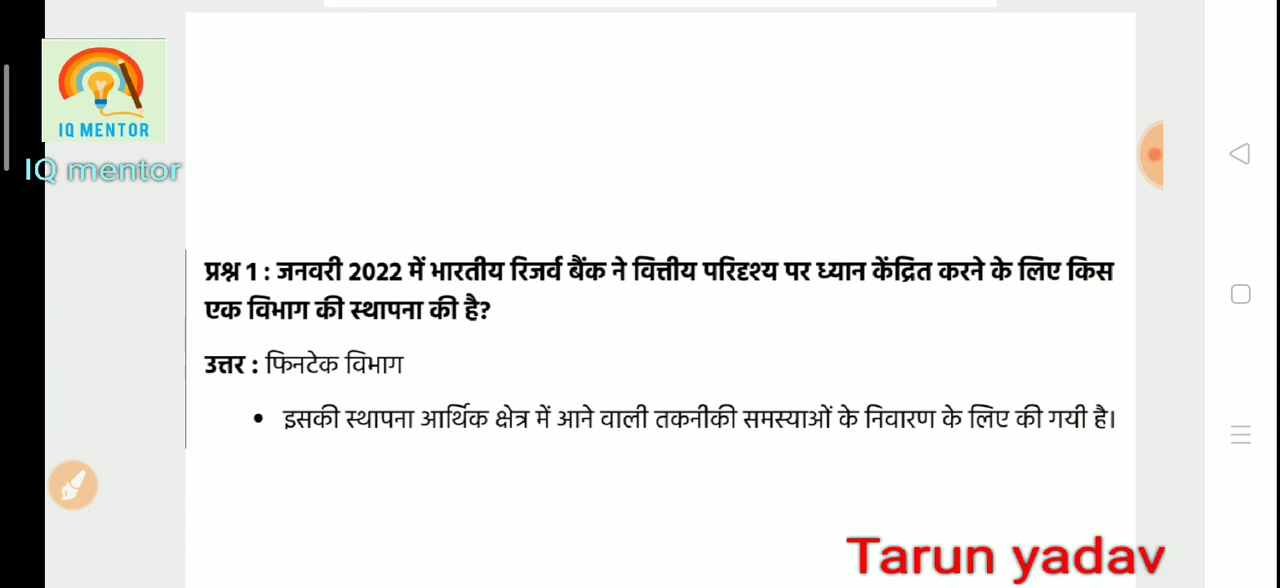 IQ MENTOR
IQ mentor
प्रश्न 1 : जनवरी 2022 में भारतीय रिजर्व बैंक ने वित्तीय परिदृश्य पर ध्यान केंद्रित करने के लिए किस
एक विभाग की स्थापना की है?
उत्तर : फिनटेक विभाग
• इसकी स्थापना आर्थिक क्षेत्र में आने वाली तकनीकी समस्याओं के निवारण के लिए की गयी है।
Tarun yadav